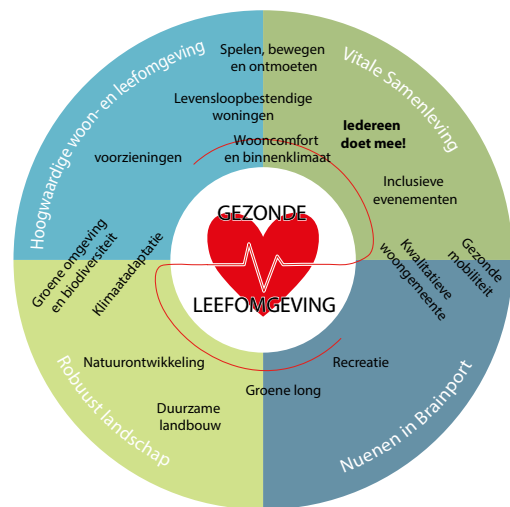 Hoogwaardige woon- en leefomgeving
Vitale Samenleving
Spelen, bewegen
en ontmoeten
Levensloopbestendige
woningen
Iedereen
doet mee!
voorzieningen
Wooncomfort
en binnenklimaat
Inclusieve
evenementen
GEZONDE
LEEFOMGEVING
Groene omgeving
en biodiversiteit
Klimaatadaptatie
Kwalitatieve
woongemeente
Gezonde
mobiliteit
Natuurontwikkeling
Recreatie
Groene long
Duurzame
landbouw
Robuust landschap
Nuenen in Brainport